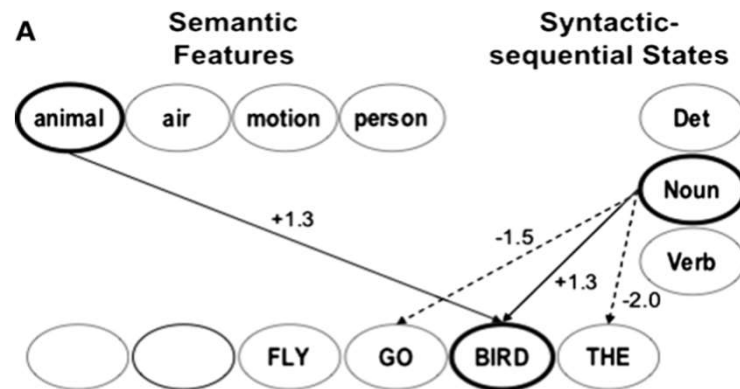 A
Semantic
Features
Syntactic-
sequential States
animal air motion person
Det
Noun
Verb
+1.3
-1.5
+1.3
-2.0
FLY GO BIRD THE